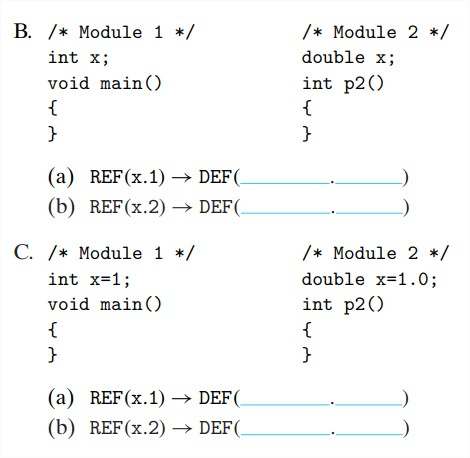 B. /* Module 1 */ /* Module 2 */
int x; double x;
void main() int p2()
{ {
} }
(a) REF(x.1) → DEF(______.______)
(b) REF(x.2) → DEF(______.______)
C. /* Module 1 */ /* Module 2 */
int x=1; double x=1.0;
void main() int p2()
{ {
} }
(a) REF(x.1) → DEF(______.______)
(b) REF(x.2) → DEF(______.______)